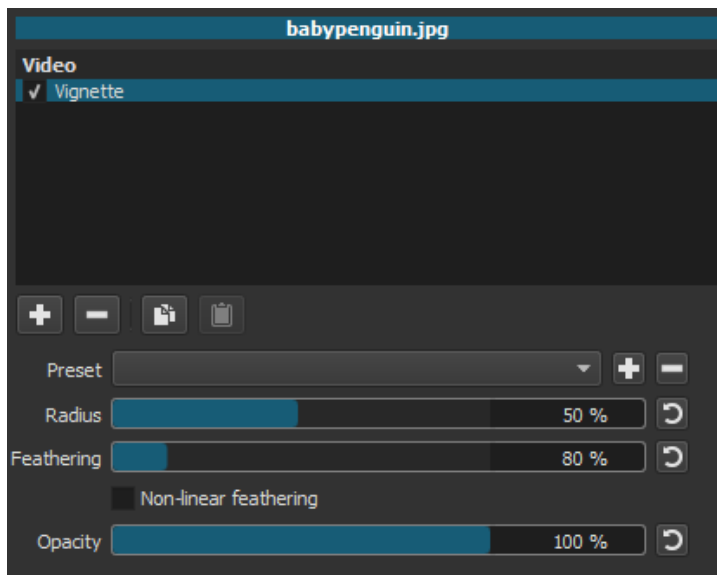 babypenguin.jpg
Video
Vignette
Preset
Radius 50 %
Feathering 80 %
Non-linear feathering
Opacity 100 %